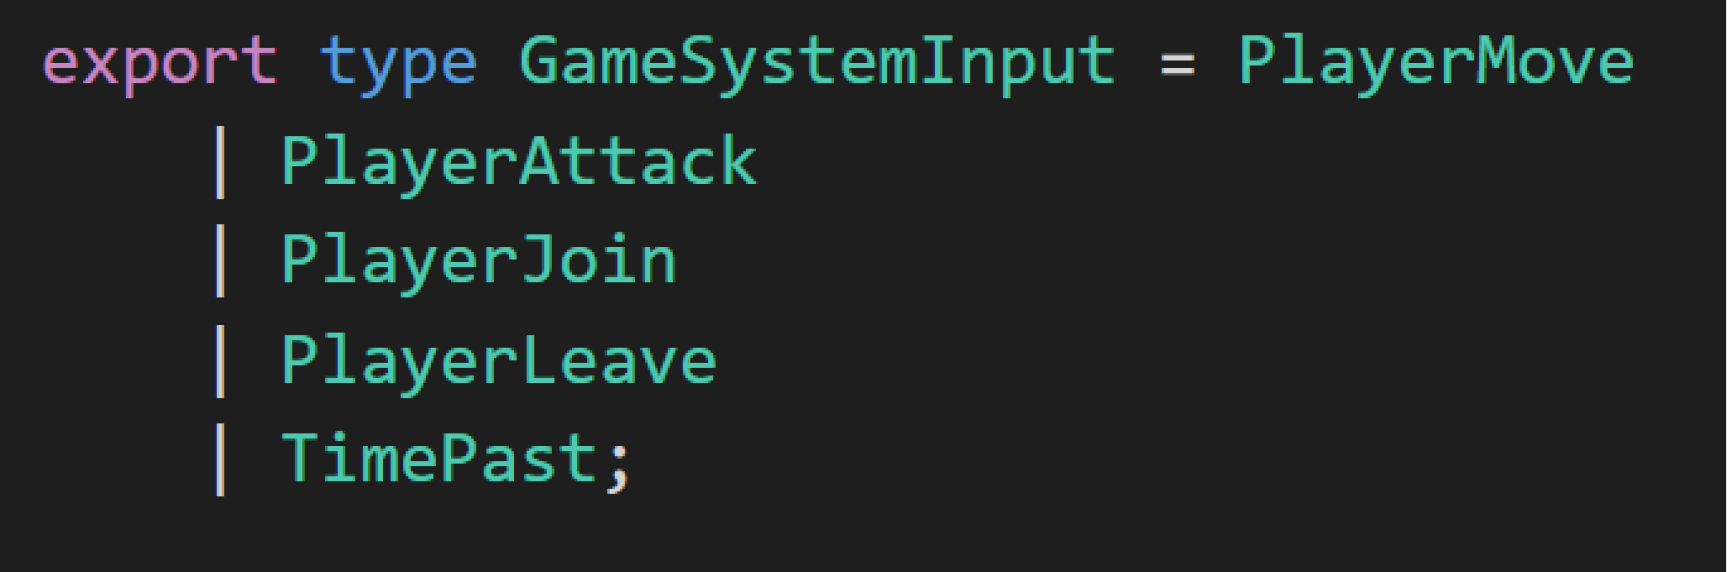 export type GameSystemInput = PlayerMove
    | PlayerAttack
    | PlayerJoin
    | PlayerLeave
    | TimePast;